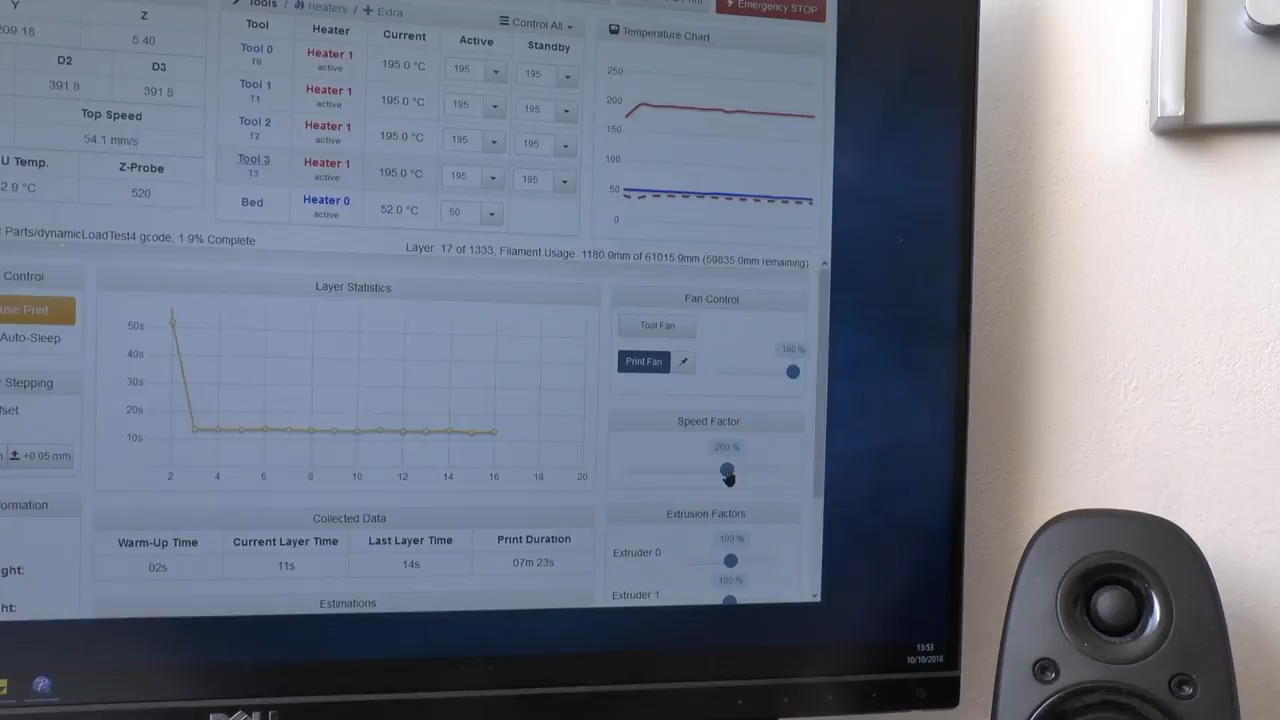 Y
Z
209 18
5 40
D2
D3
391 8
391.8
Top Speed
54.1 mm/s
U Temp.
Z-Probe
2 9 °C
520
Tools / Heaters / Extra
Control All
Tool
Heater
Current
Active
Standby
Tool 0
T0
Heater 1
active
195 0 °C
195
195
Tool 1
T1
Heater 1
active
195 0 °C
195
195
Tool 2
T2
Heater 1
active
195.0 °C
195
195
Tool 3
T3
Heater 1
active
195.0 °C
195
195
Bed
Heater 0
active
52.0 °C
50
Emergency STOP
Temperature Chart
250
200
150
100
50
0
Parts/dynamicLoadTest4 gcode, 1 9% Complete
Layer: 17 of 1333, Filament Usage: 1180 9mm of 61015 9mm (59835 0mm remaining)
Control
use Print
Auto-Sleep
Stepping
fset
+0 05 mm
formation
ght:
ht:
Layer Statistics
50s
40s
30s
20s
10s
2
4
6
8
10
12
14
16
18
20
Collected Data
Warm-Up Time
Current Layer Time
Last Layer Time
Print Duration
02s
11s
14s
07m 23s
Estimations
Fan Control
Tool Fan
Print Fan
100 %
Speed Factor
200 %
Extrusion Factors
100 %
Extruder 0
100 %
Extruder 1
13:53
10/10/2018
DELL